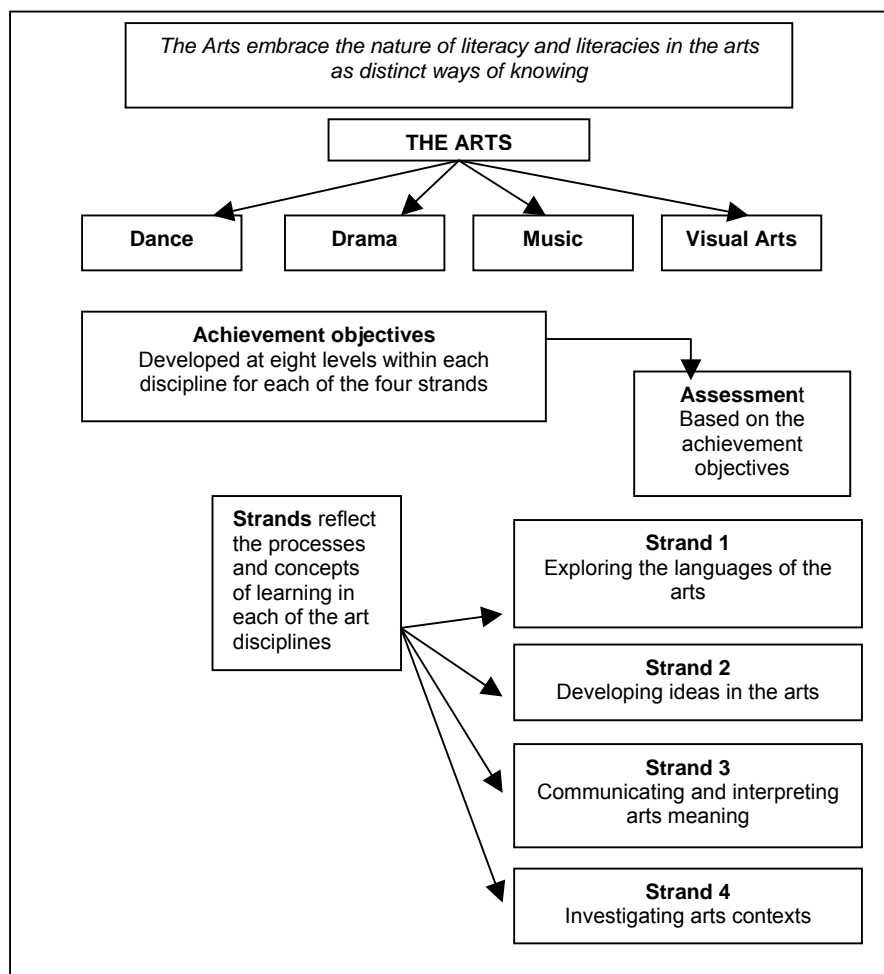 The Arts embrace the nature of literacy and literacies in the arts
as distinct ways of knowing
THE ARTS
Dance
Drama
Music
Visual Arts
Achievement objectives
Developed at eight levels within each
discipline for each of the four strands
Assessment
Based on the
achievement
objectives
Strands reflect
the processes
and concepts
of learning in
each of the art
disciplines
Strand 1
Exploring the languages of the
arts
Strand 2
Developing ideas in the arts
Strand 3
Communicating and interpreting
arts meaning
Strand 4
Investigating arts contexts